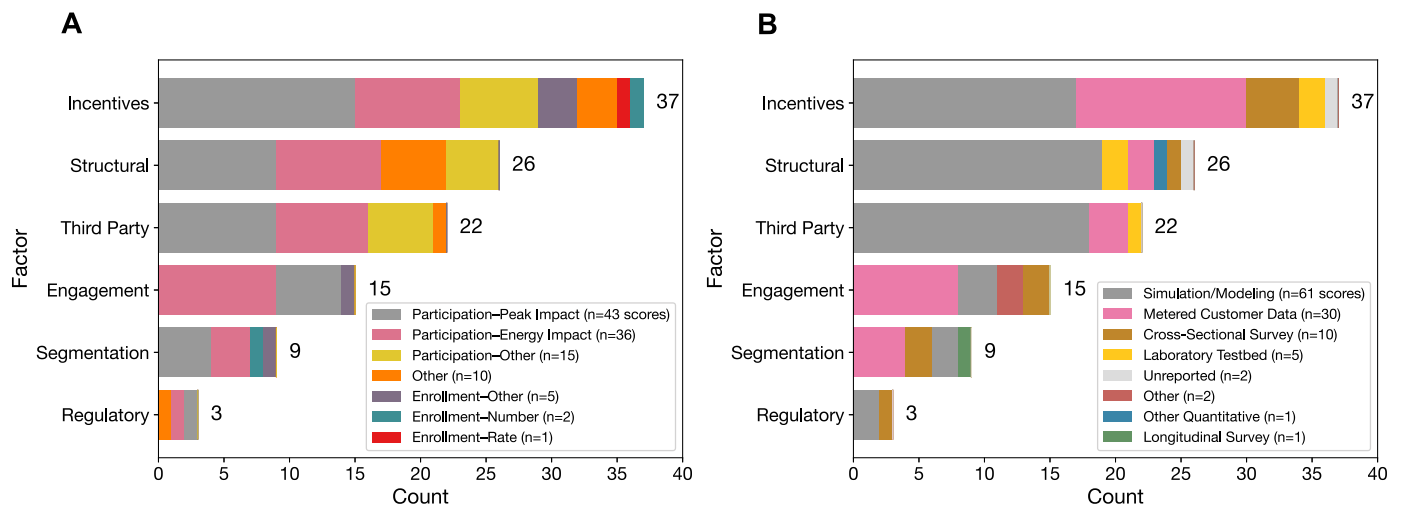 A
Factor
Incentives
Structural
Third Party
Engagement
Segmentation
Regulatory
37
26
22
15
9
3
Participation–Peak Impact (n=43 scores)
Participation–Energy Impact (n=36)
Participation–Other (n=15)
Other (n=10)
Enrollment–Other (n=5)
Enrollment–Number (n=2)
Enrollment–Rate (n=1)
0 5 10 15 20 25 30 35 40
Count
B
Factor
Incentives
Structural
Third Party
Engagement
Segmentation
Regulatory
37
26
22
15
9
3
Simulation/Modeling (n=61 scores)
Metered Customer Data (n=30)
Cross-Sectional Survey (n=10)
Laboratory Testbed (n=5)
Unreported (n=2)
Other (n=2)
Other Quantitative (n=1)
Longitudinal Survey (n=1)
0 5 10 15 20 25 30 35 40
Count